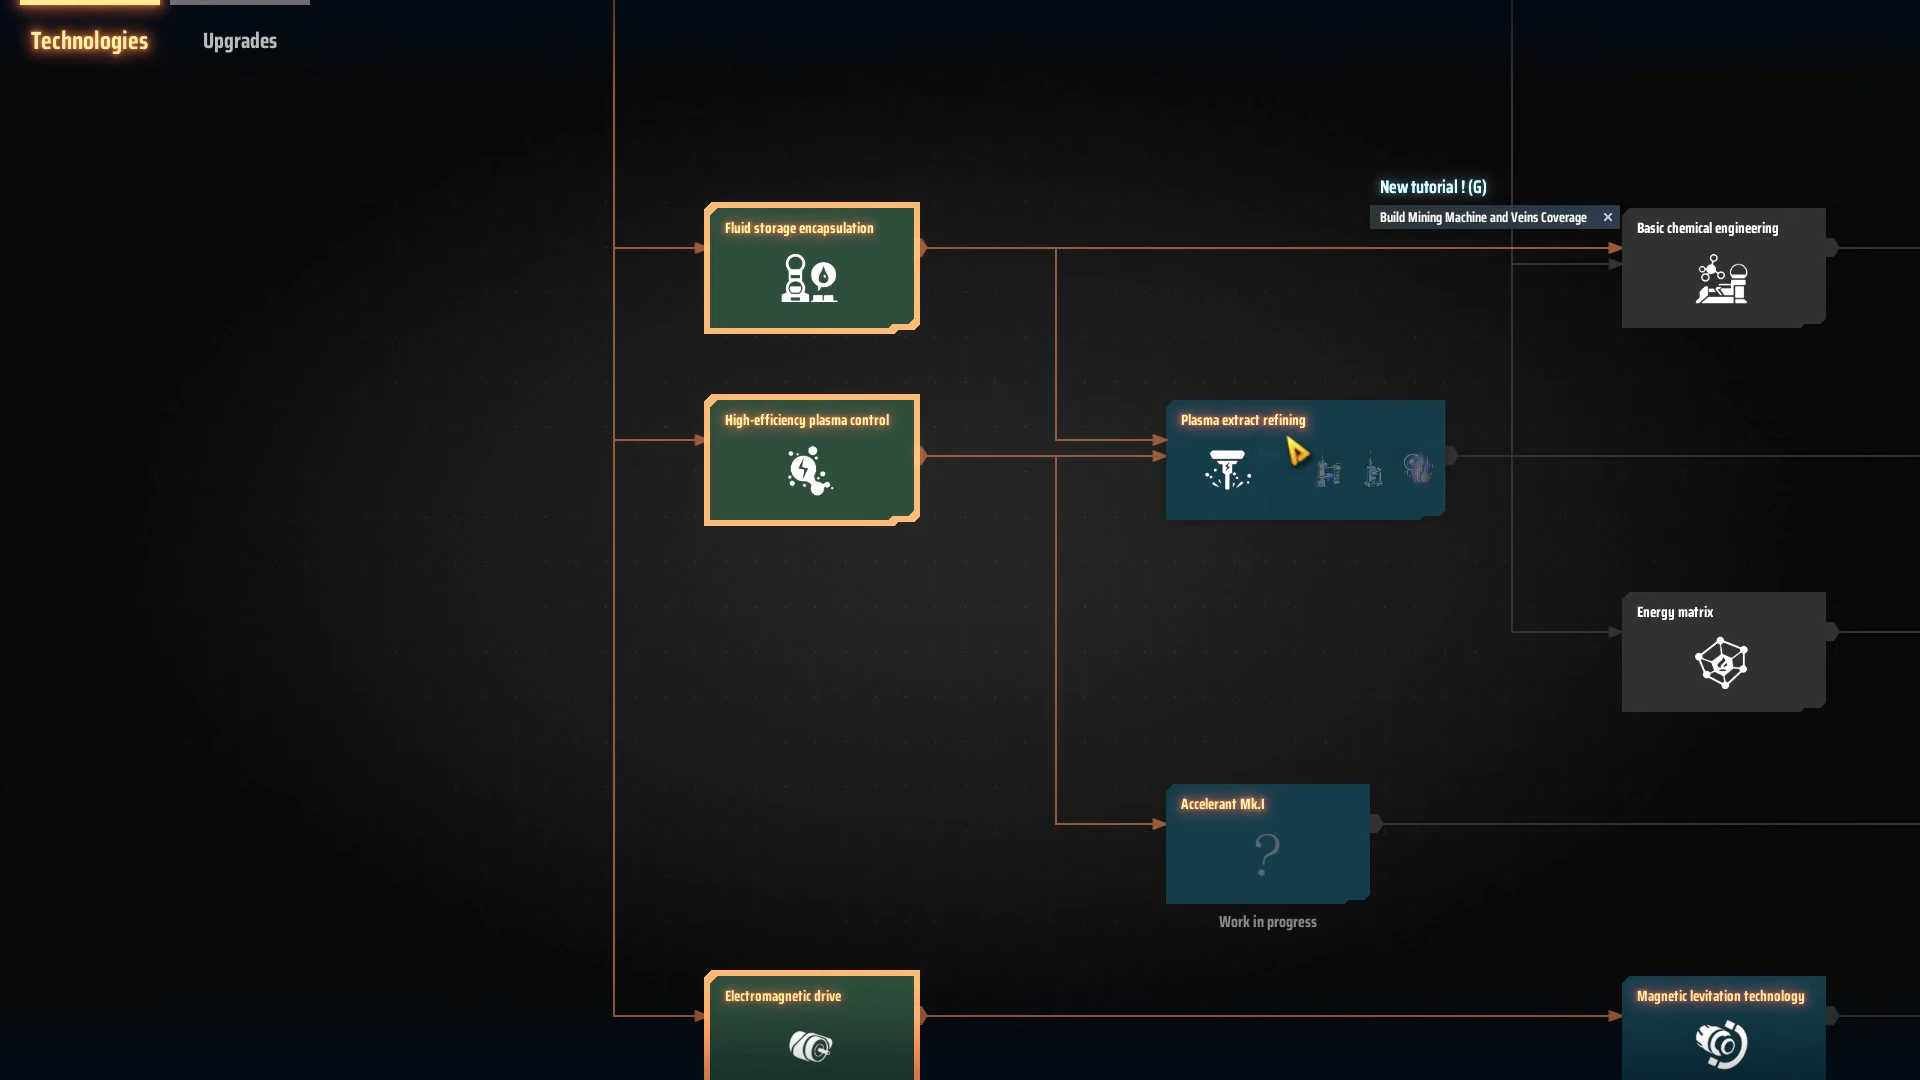 Technologies
Upgrades
New tutorial ! (G)
Build Mining Machine and Veins Coverage
Fluid storage encapsulation
Basic chemical engineering
High-efficiency plasma control
Plasma extract refining
Energy matrix
Accelerant Mk.I
?
Work in progress
Electromagnetic drive
Magnetic levitation technology